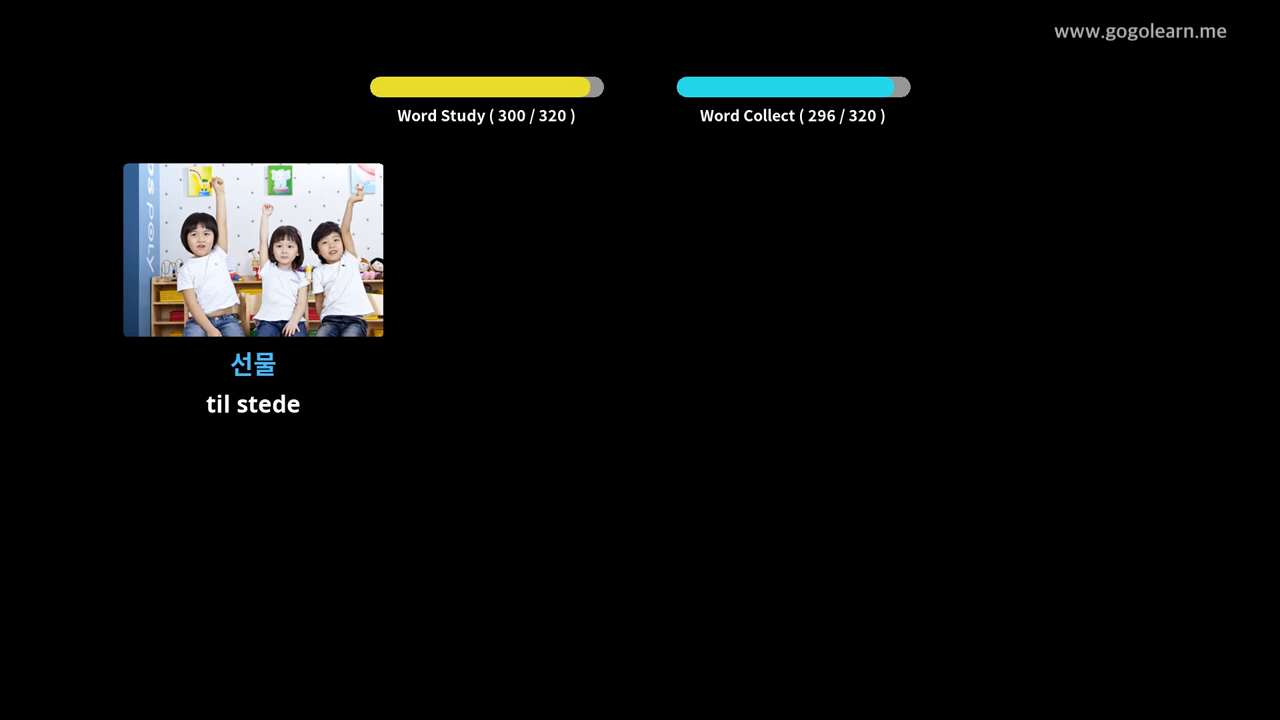 www.gogolearn.me
Word Study ( 300 / 320 )
Word Collect ( 296 / 320 )
선물
til stede